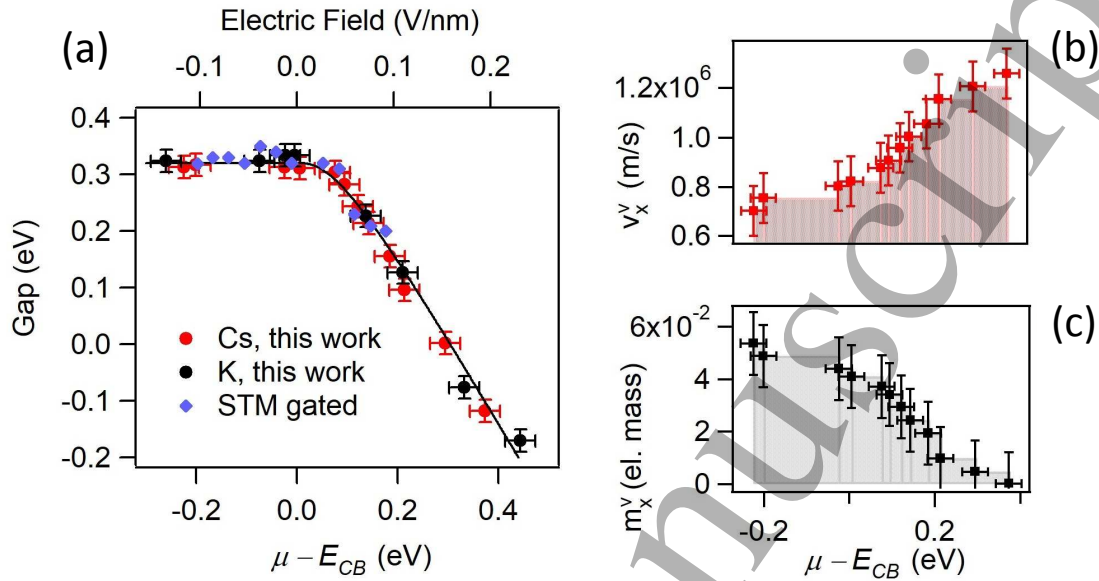 (a)
Electric Field (V/nm)
-0.1 0.0 0.1 0.2
Gap (eV)
0.4
0.3
0.2
0.1
0.0
-0.1
-0.2
Cs, this work
K, this work
STM gated
-0.2 0.0 0.2 0.4
μ − E_CB (eV)
(b)
v_x^v (m/s)
1.2x10^6
1.0
0.8
0.6
(c)
m_x^v (el. mass)
6x10^-2
4
2
0
-0.2 0.2
μ − E_CB (eV)
nuscrip